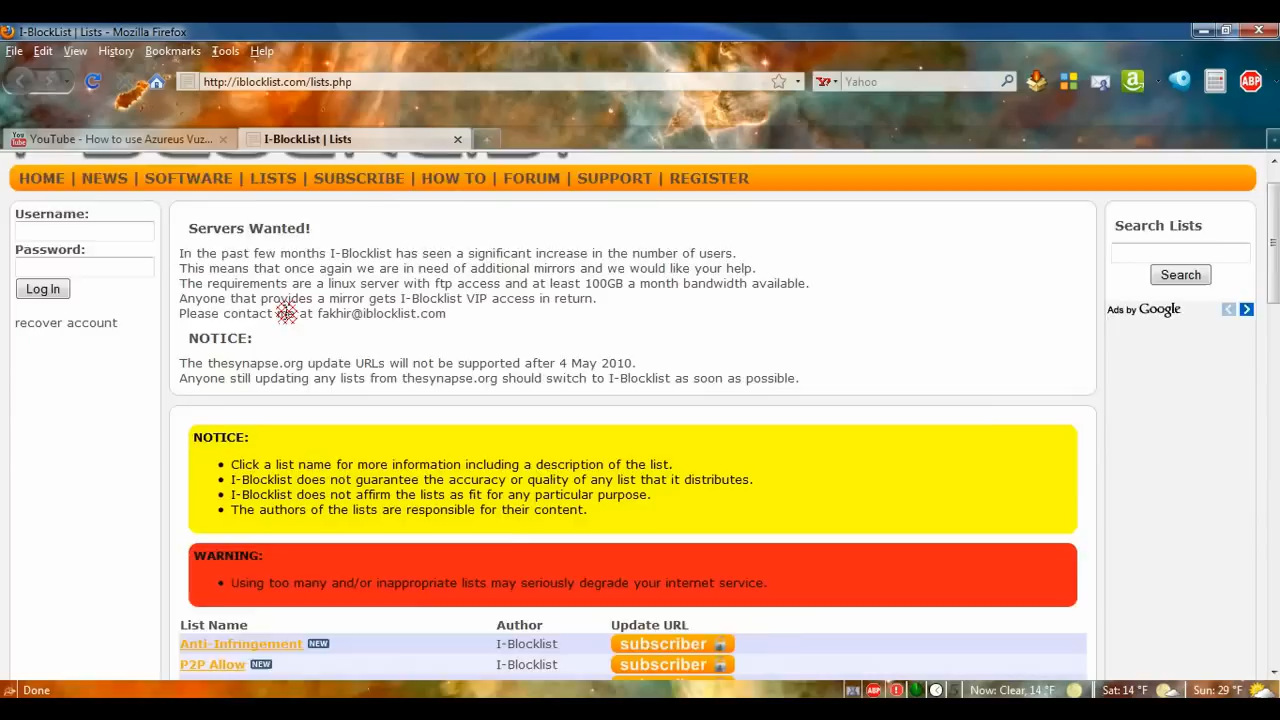 I-BlockList | Lists - Mozilla Firefox
File Edit View History Bookmarks Tools Help
http://iblocklist.com/lists.php
Yahoo
ABP
YouTube - How to use Azureus Vuz...
I-BlockList | Lists
HOME | NEWS | SOFTWARE | LISTS | SUBSCRIBE | HOW TO | FORUM | SUPPORT | REGISTER
Username:
Password:
Log In
recover account
Servers Wanted!
In the past few months I-Blocklist has seen a significant increase in the number of users.
This means that once again we are in need of additional mirrors and we would like your help.
The requirements are a linux server with ftp access and at least 100GB a month bandwidth available.
Anyone that provides a mirror gets I-Blocklist VIP access in return.
Please contact at fakhir@iblocklist.com
NOTICE:
The thesynapse.org update URLs will not be supported after 4 May 2010.
Anyone still updating any lists from thesynapse.org should switch to I-Blocklist as soon as possible.
Search Lists
Search
Ads by Google
NOTICE:
• Click a list name for more information including a description of the list.
• I-Blocklist does not guarantee the accuracy or quality of any list that it distributes.
• I-Blocklist does not affirm the lists as fit for any particular purpose.
• The authors of the lists are responsible for their content.
WARNING:
• Using too many and/or inappropriate lists may seriously degrade your internet service.
List Name Author Update URL
Anti-Infringement NEW I-Blocklist subscriber
P2P Allow NEW I-Blocklist subscriber
Done
ABP
Now: Clear, 14 °F
Sat: 14 °F
Sun: 29 °F